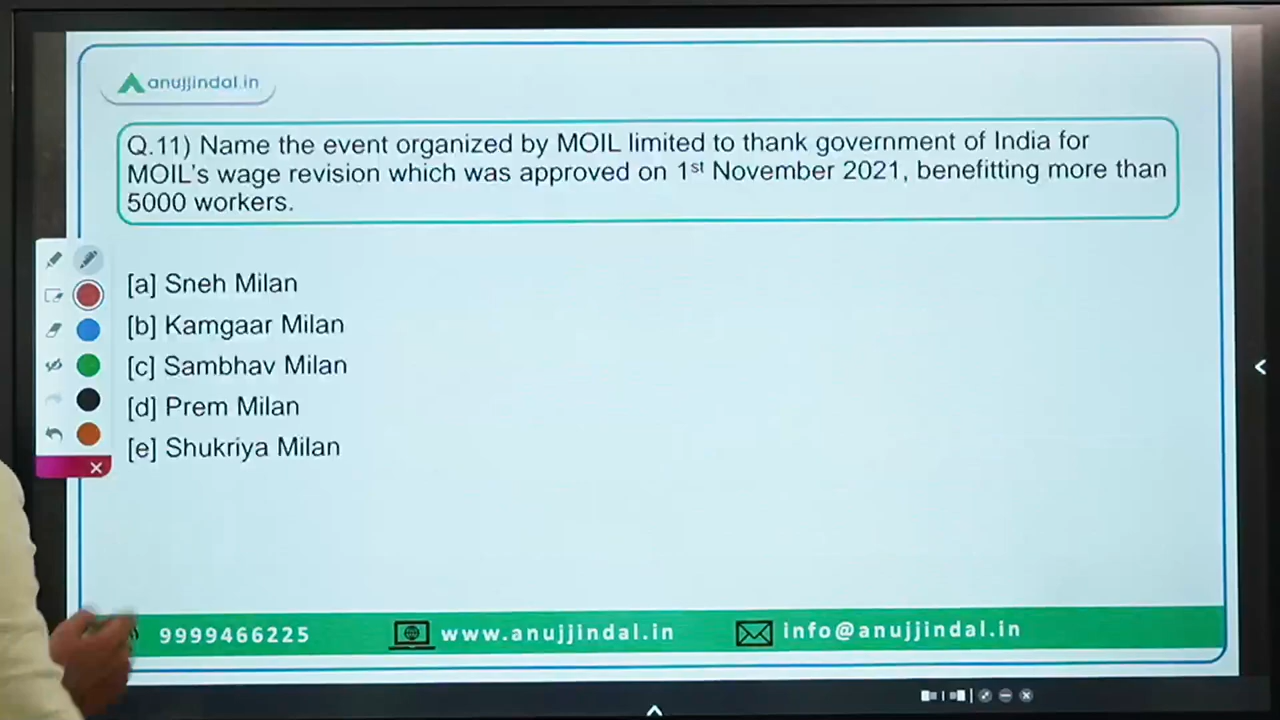 anujjindal.in
Q.11) Name the event organized by MOIL limited to thank government of India for
MOIL's wage revision which was approved on 1st November 2021, benefitting more than
5000 workers.
[a] Sneh Milan
[b] Kamgaar Milan
[c] Sambhav Milan
[d] Prem Milan
[e] Shukriya Milan
9999466225 www.anujjindal.in info@anujjindal.in